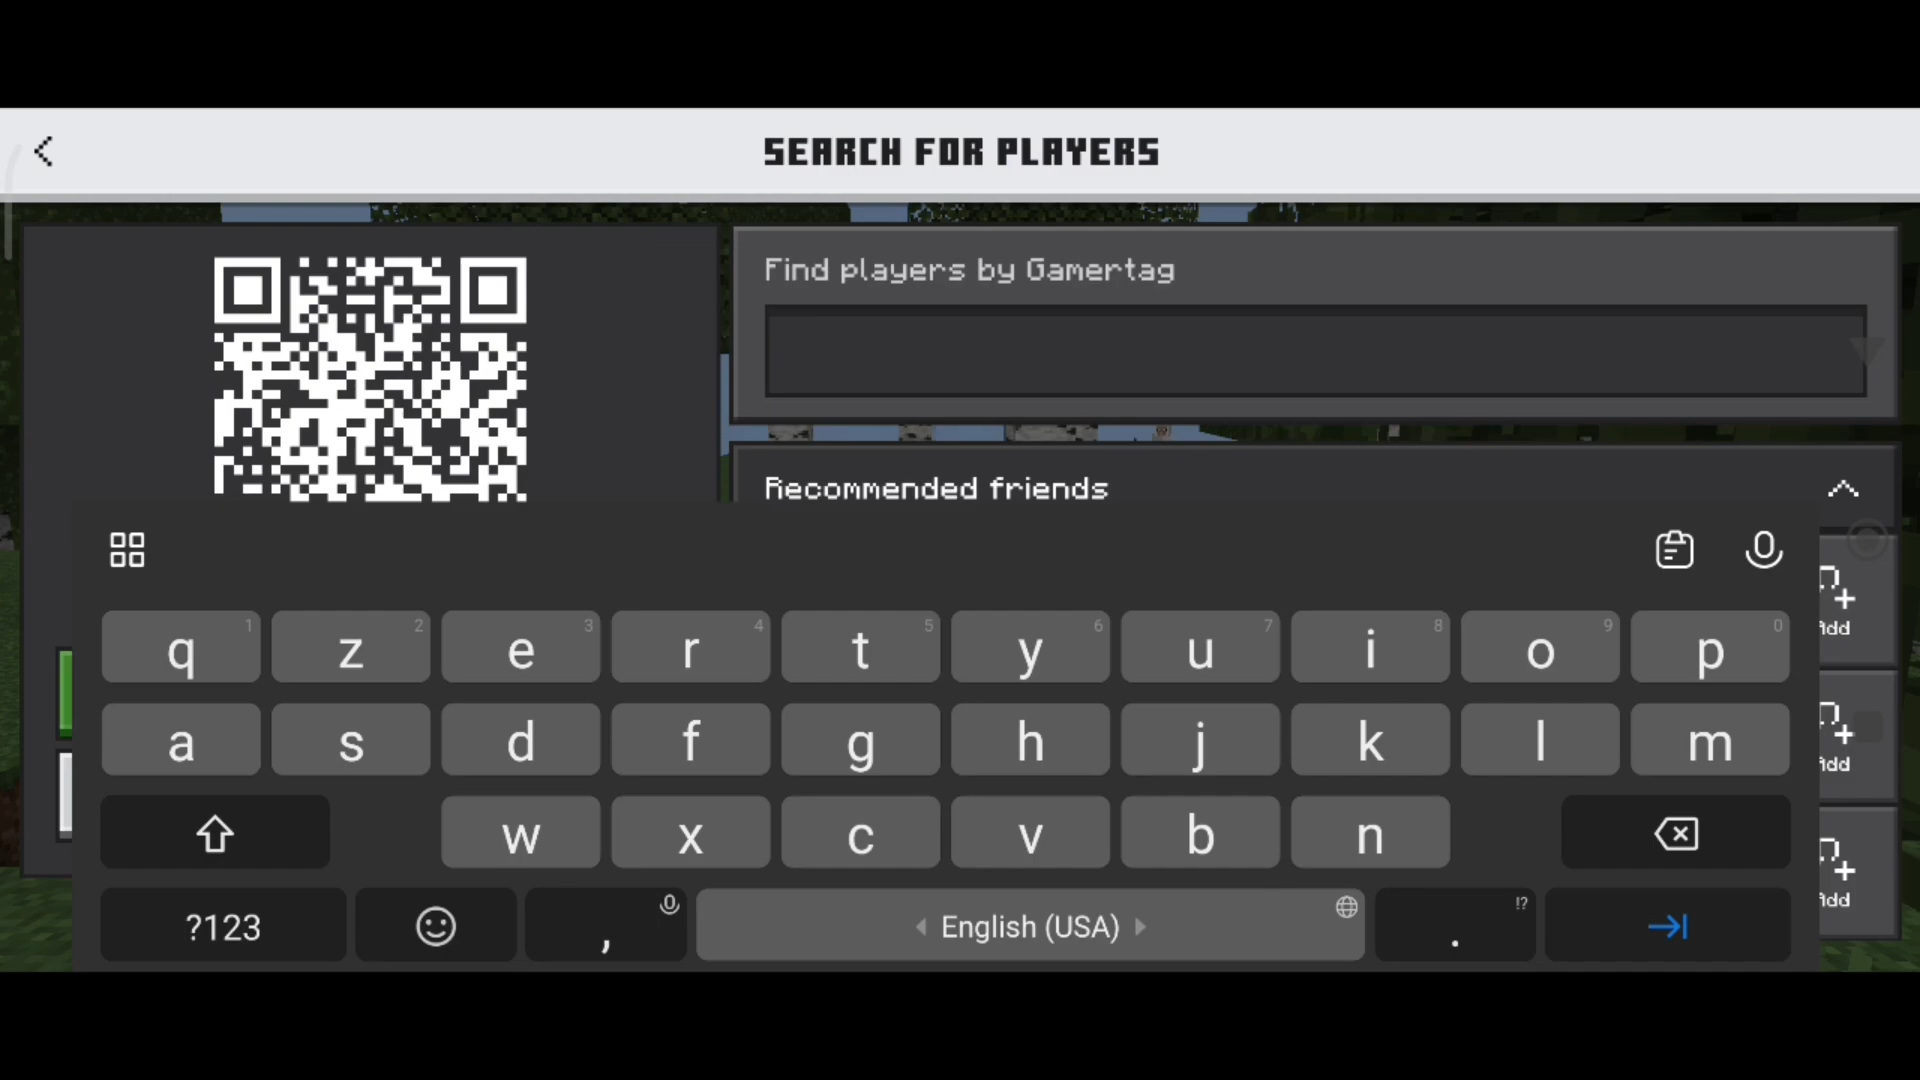 SEARCH FOR PLAYERS
Find players by Gamertag
Recommended friends
q 1 z 2 e 3 r 4 t 5 y 6 u 7 i 8 o 9 p 0
a s d f g h j k l m
w x c v b n
?123 , English (USA) . !?